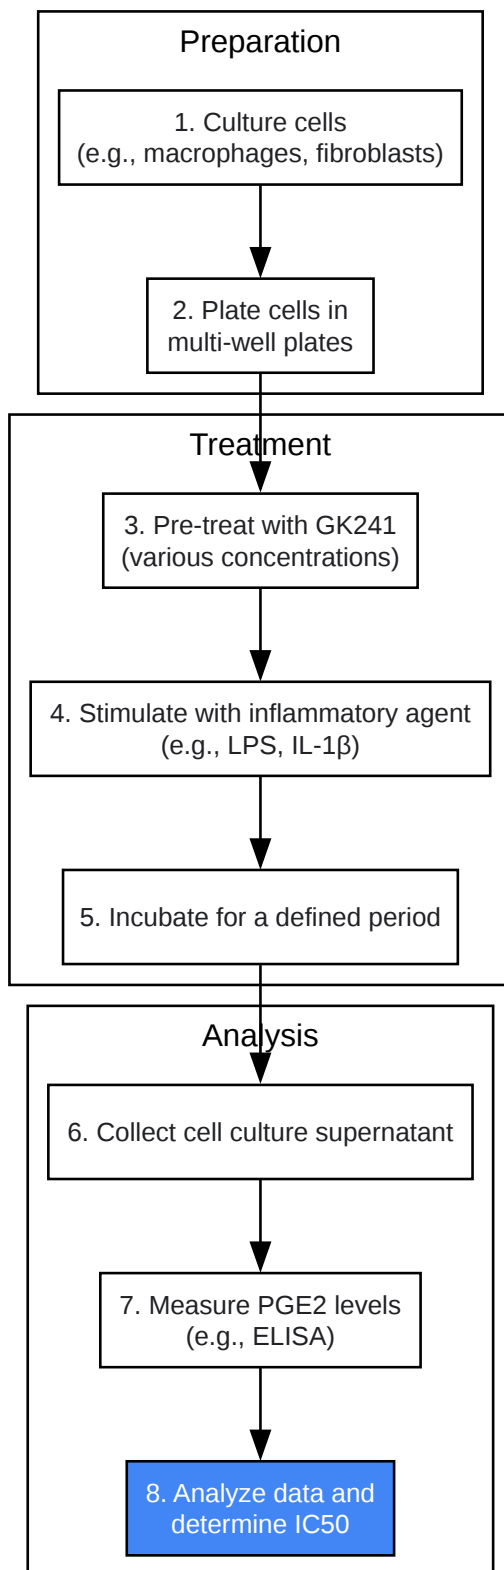 Preparation
1. Culture cells
(e.g., macrophages, fibroblasts)
2. Plate cells in
multi-well plates
Treatment
3. Pre-treat with GK241
(various concentrations)
4. Stimulate with inflammatory agent
(e.g., LPS, IL-1β)
5. Incubate for a defined period
Analysis
6. Collect cell culture supernatant
7. Measure PGE2 levels
(e.g., ELISA)
8. Analyze data and
determine IC50